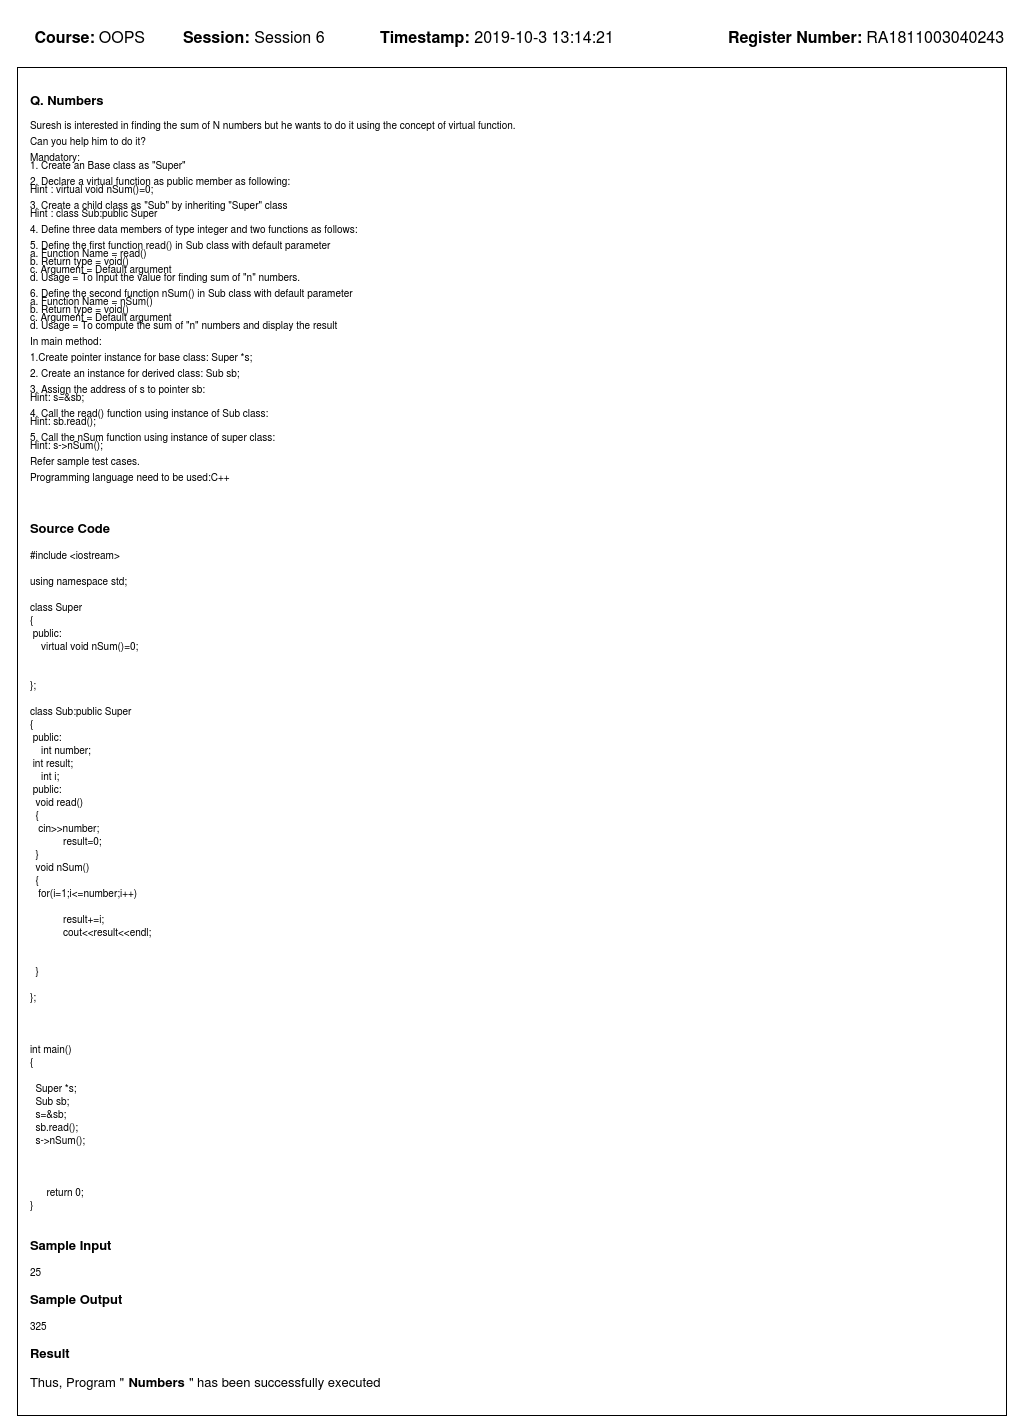 Course: OOPS Session: Session 6 Timestamp: 2019-10-3 13:14:21 Register Number: RA1811003040243
Q. Numbers
Suresh is interested in finding the sum of N numbers but he wants to do it using the concept of virtual function.
Can you help him to do it?
Mandatory:
1. Create an Base class as "Super"
2. Declare a virtual function as public member as following:
Hint : virtual void nSum()=0;
3. Create a child class as "Sub" by inheriting "Super" class
Hint : class Sub:public Super
4. Define three data members of type integer and two functions as follows:
5. Define the first function read() in Sub class with default parameter
a. Function Name = read()
b. Return type = void()
c. Argument = Default argument
d. Usage = To Input the value for finding sum of "n" numbers.
6. Define the second function nSum() in Sub class with default parameter
a. Function Name = nSum()
b. Return type = void()
c. Argument = Default argument
d. Usage = To compute the sum of "n" numbers and display the result
In main method:
1.Create pointer instance for base class: Super *s;
2. Create an instance for derived class: Sub sb;
3. Assign the address of s to pointer sb:
Hint: s=&sb;
4. Call the read() function using instance of Sub class:
Hint: sb.read();
5. Call the nSum function using instance of super class:
Hint: s->nSum();
Refer sample test cases.
Programming language need to be used:C++
Source Code
#include <iostream>
using namespace std;
class Super
{
public:
virtual void nSum()=0;
};
class Sub:public Super
{
public:
int number;
int result;
int i;
public:
void read()
{
cin>>number;
result=0;
}
void nSum()
{
for(i=1;i<=number;i++)
result+=i;
cout<<result<<endl;
}
};
int main()
{
Super *s;
Sub sb;
s=&sb;
sb.read();
s->nSum();
return 0;
}
Sample Input
25
Sample Output
325
Result
Thus, Program " Numbers " has been successfully executed